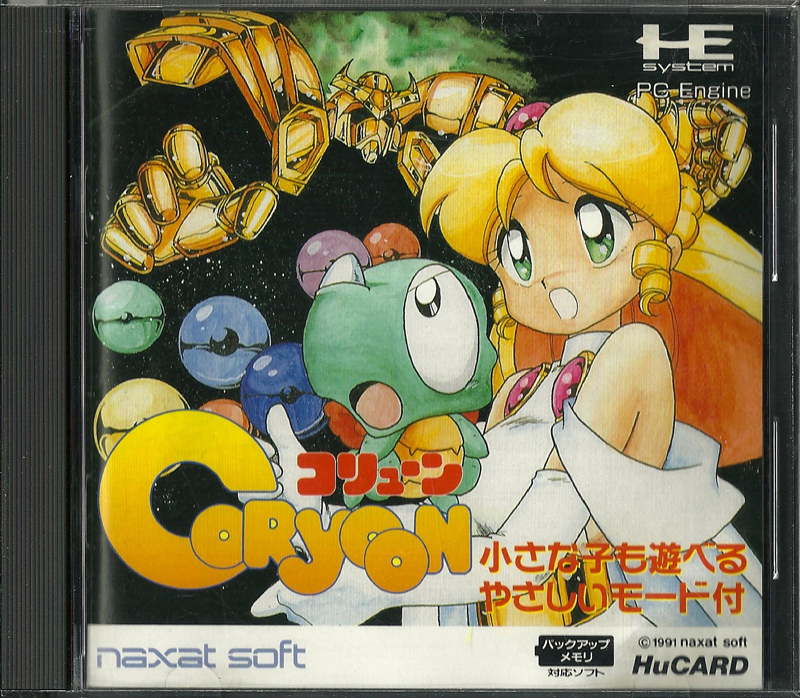 HE
system
PC Engine
コリューン
CORYOON
小さな子も遊べる
やさしいモード付
naxat soft
バックアップ
メモリ
対応ソフト
©1991 naxat soft
HuCARD